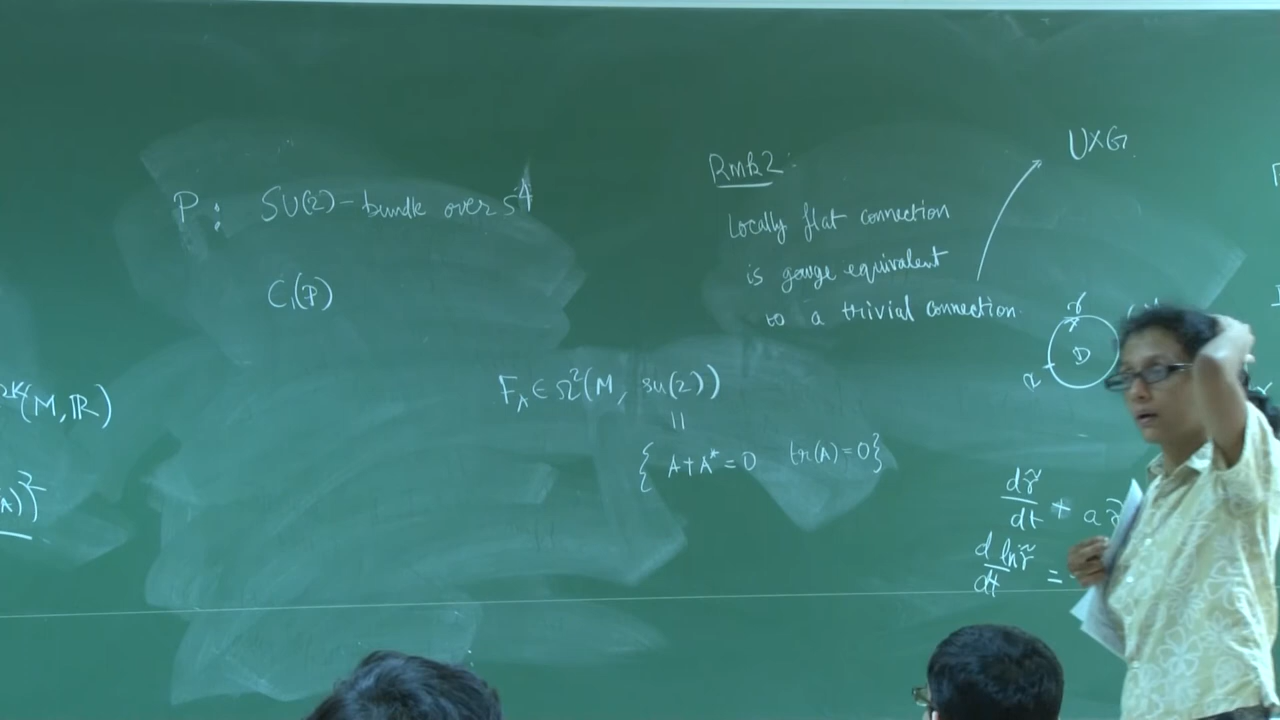 P : SU(2)-bundle over S⁴
C₁(P)
2k(M, ℝ)
A))²
F_A ∈ Ω²(M, su(2))
=
{ A+A* = 0 tr(A) = 0}
Rmk2:
Locally flat connection
is gauge equivalent
to a trivial connection.
U×G
γ
D
x
dγ̃/dt + a
d ln γ̃/dt =